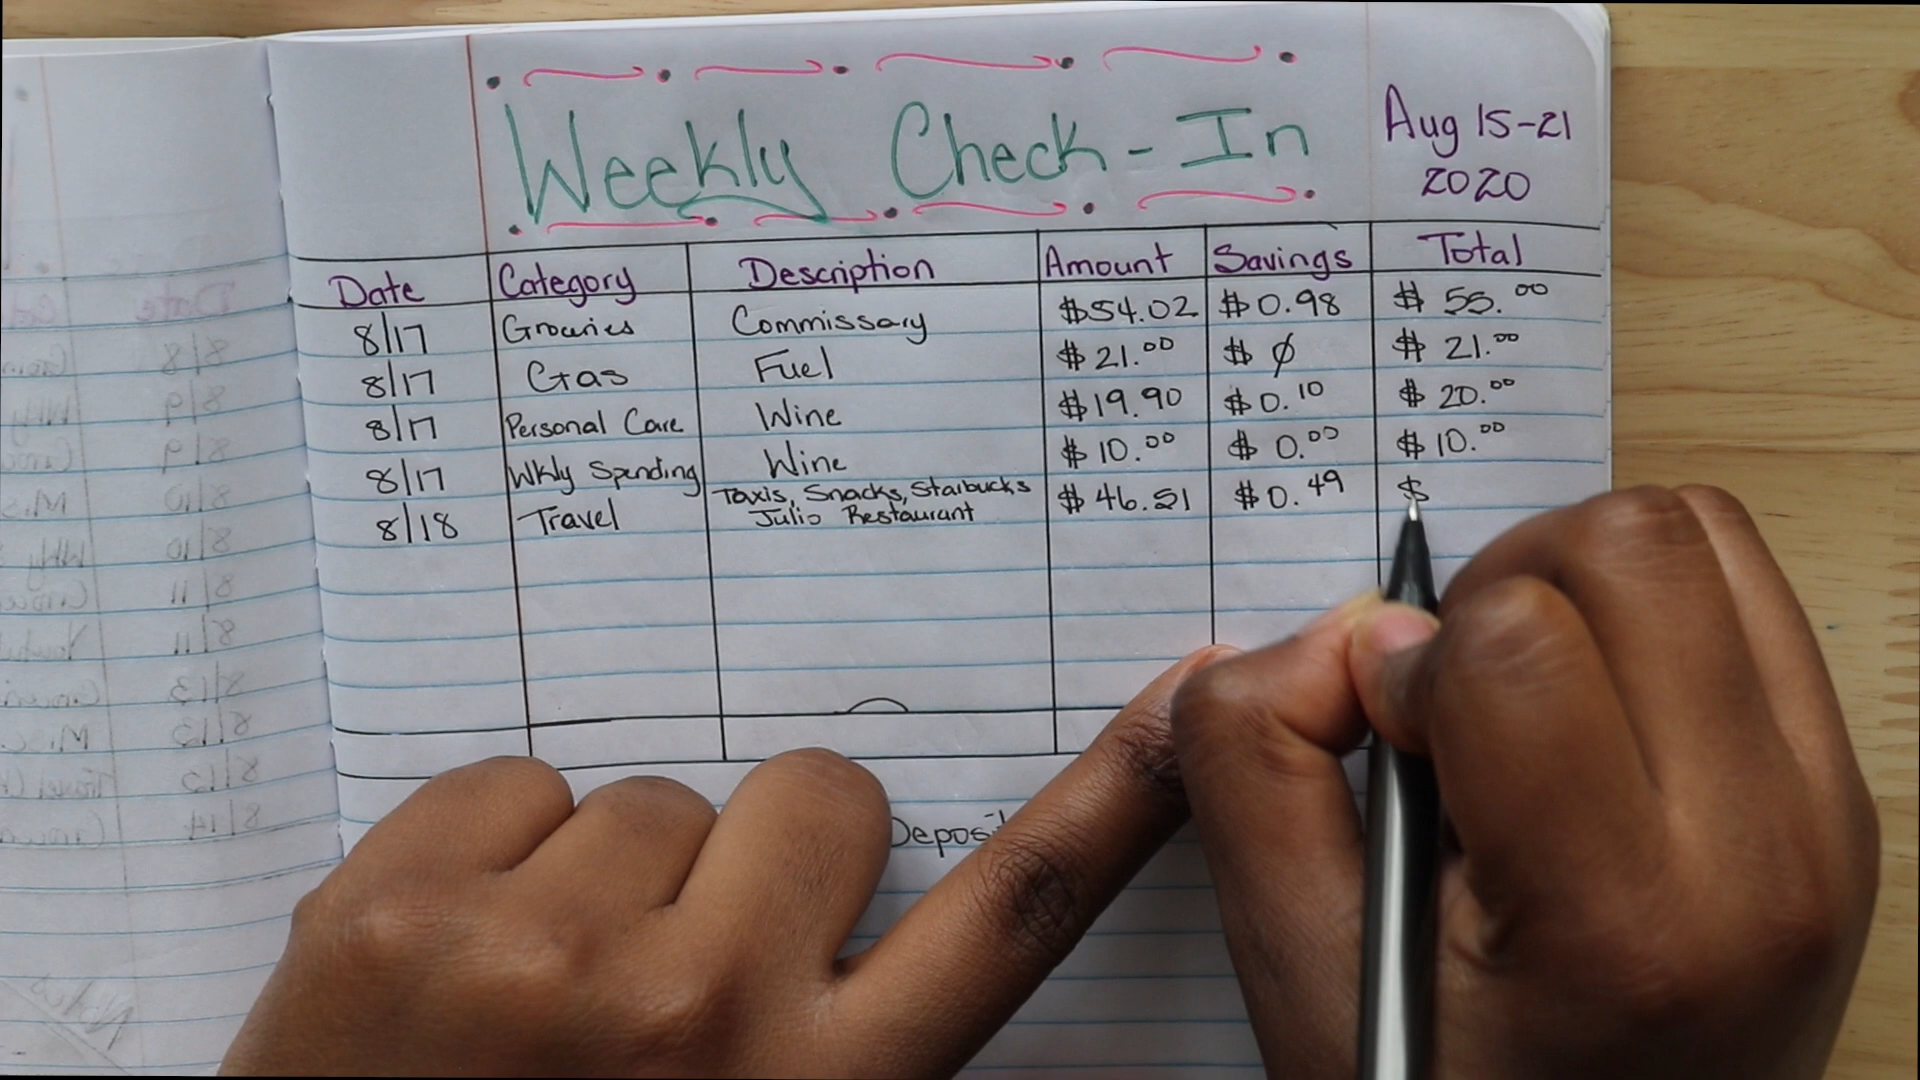 Weekly Check-In
Aug 15-21
2020
Date Category Description Amount Savings Total
8/17 Groceries Commissary $54.02 $0.98 $55.00
8/17 Gas Fuel $21.00 $ 0 $21.00
8/17 Personal Care Wine $19.90 $0.10 $20.00
8/17 Wkly Spending Wine $10.00 $0.00 $10.00
8/18 Travel Taxis, Snacks, Starbucks $46.51 $0.49 $
Julio Restaurant
Deposit